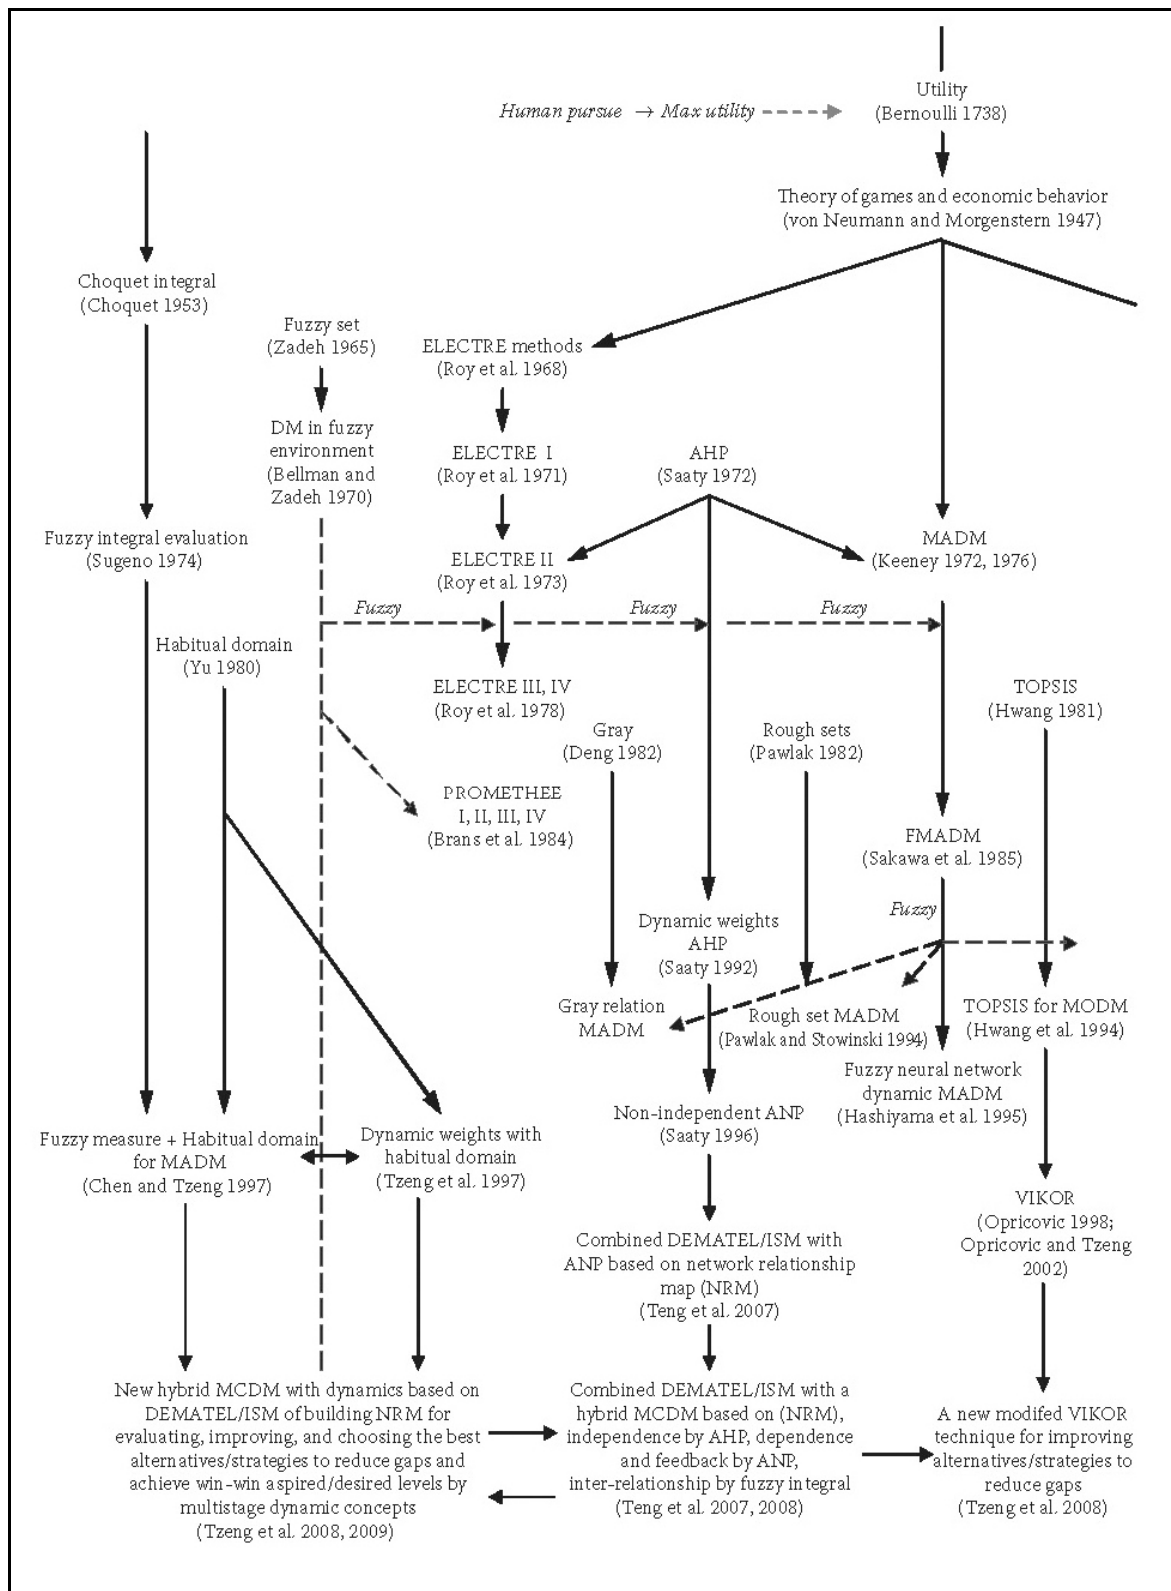 Utility
(Bernoulli 1738)
Human pursue → Max utility
Theory of games and economic behavior
(von Neumann and Morgenstern 1947)
Choquet integral
(Choquet 1953)
Fuzzy set
(Zadeh 1965)
ELECTRE methods
(Roy et al. 1968)
DM in fuzzy
environment
(Bellman and
Zadeh 1970)
ELECTRE I
(Roy et al. 1971)
AHP
(Saaty 1972)
Fuzzy integral evaluation
(Sugeno 1974)
ELECTRE II
(Roy et al. 1973)
MADM
(Keeney 1972, 1976)
Fuzzy
Fuzzy
Fuzzy
Habitual domain
(Yu 1980)
ELECTRE III, IV
(Roy et al. 1978)
TOPSIS
(Hwang 1981)
Gray
(Deng 1982)
Rough sets
(Pawlak 1982)
PROMETHEE
I, II, III, IV
(Brans et al. 1984)
FMADM
(Sakawa et al. 1985)
Fuzzy
Dynamic weights
AHP
(Saaty 1992)
Gray relation
MADM
Rough set MADM
(Pawlak and Stowinski 1994)
TOPSIS for MODM
(Hwang et al. 1994)
Fuzzy neural network
dynamic MADM
(Hashiyama et al. 1995)
Non-independent ANP
(Saaty 1996)
Fuzzy measure + Habitual domain
for MADM
(Chen and Tzeng 1997)
Dynamic weights with
habitual domain
(Tzeng et al. 1997)
VIKOR
(Opricovic 1998;
Opricovic and Tzeng
2002)
Combined DEMATEL/ISM with
ANP based on network relationship
map (NRM)
(Teng et al. 2007)
New hybrid MCDM with dynamics based on
DEMATEL/ISM of building NRM for
evaluating, improving, and choosing the best
alternatives/strategies to reduce gaps and
achieve win-win aspired/desired levels by
multistage dynamic concepts
(Tzeng et al. 2008, 2009)
Combined DEMATEL/ISM with a
hybrid MCDM based on (NRM),
independence by AHP, dependence
and feedback by ANP,
inter-relationship by fuzzy integral
(Teng et al. 2007, 2008)
A new modifed VIKOR
technique for improving
alternatives/strategies to
reduce gaps
(Tzeng et al. 2008)